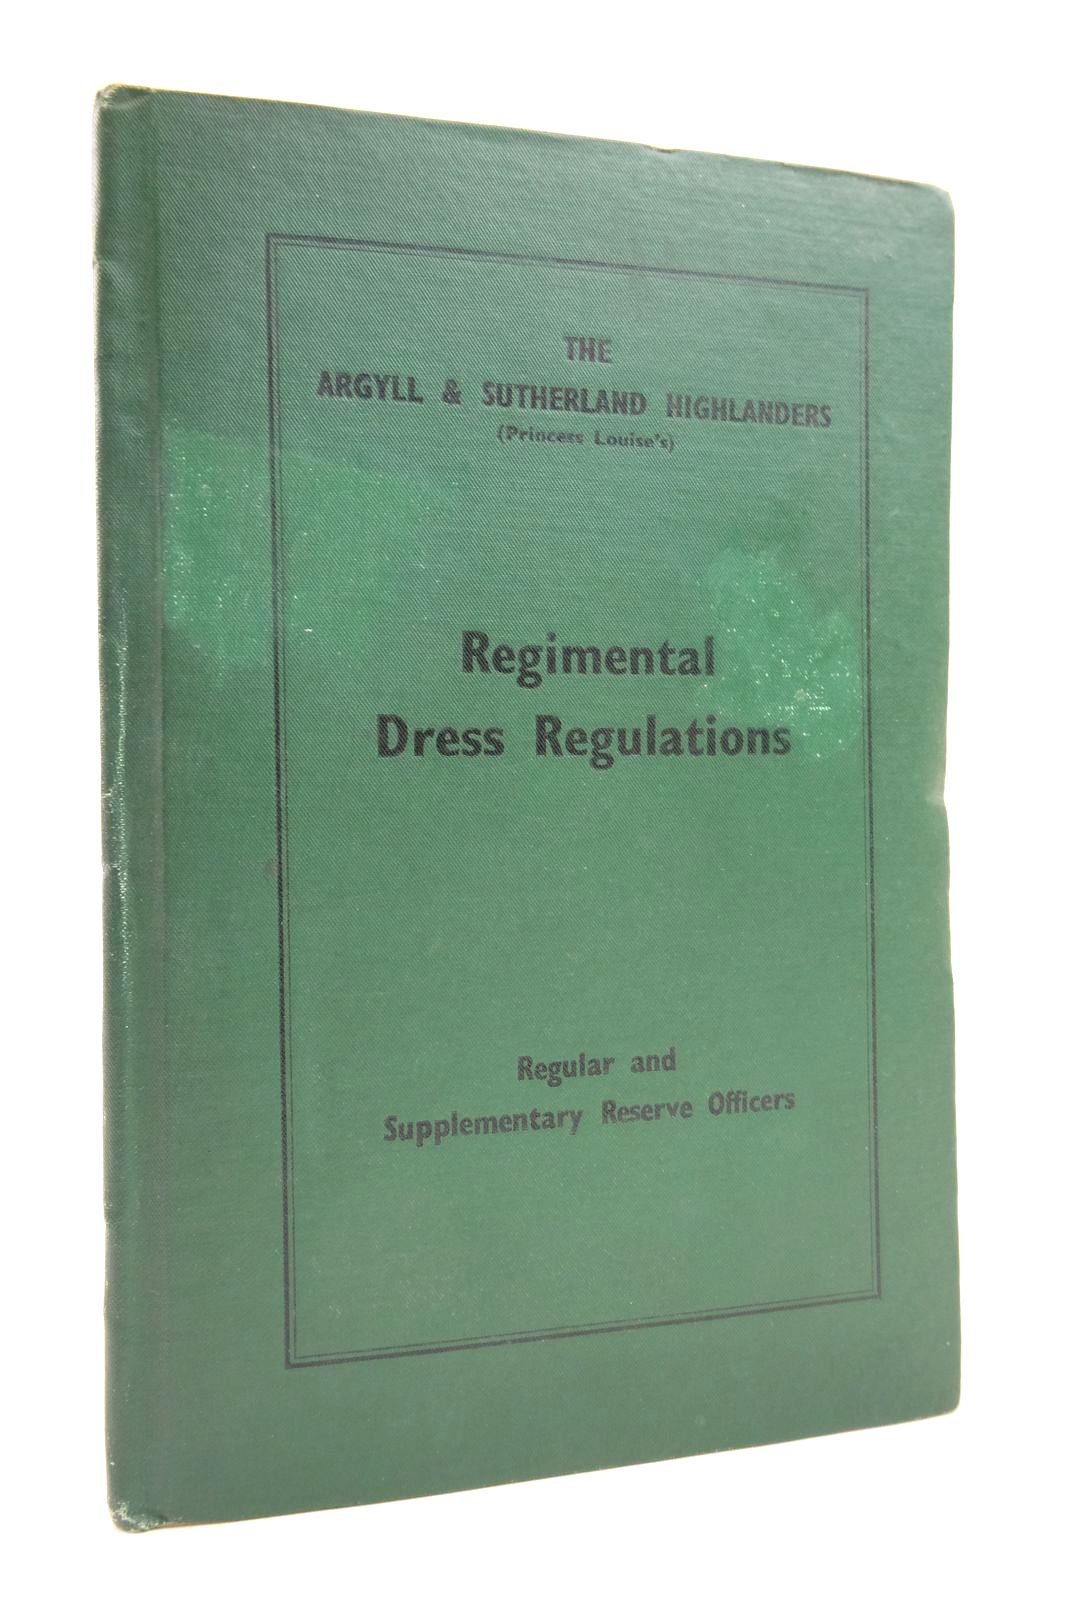 THE
ARGYLL & SUTHERLAND HIGHLANDERS
(Princess Louise's)
Regimental
Dress Regulations
Regular and
Supplementary Reserve Officers